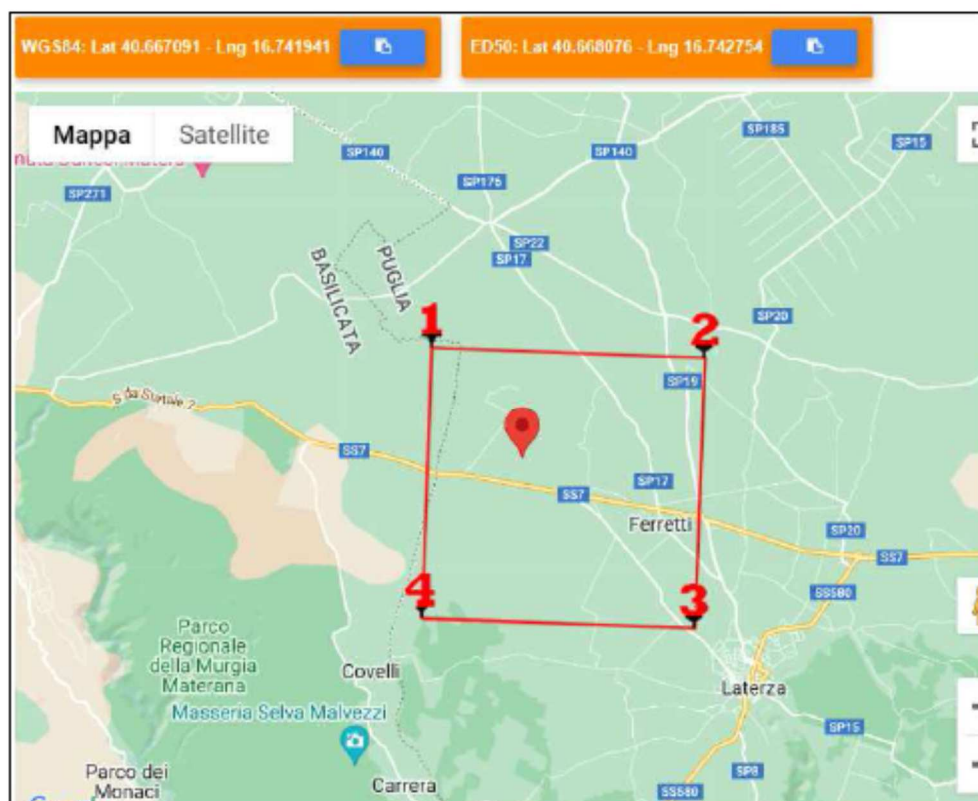 WGS84: Lat 40.667091 - Lng 16.741941
ED50: Lat 40.668076 - Lng 16.742754
Mappa
Satellite
SP185
SP15
SP140
SP140
SP176
SP271
SP22
SP17
PUGLIA
BASILICATA
SP20
1
2
SP19
SS7
SS7
SP17
Ferretti
SP20
SS7
4
3
SS580
Parco
Regionale
della Murgia
Materana
Covelli
Laterza
Masseria Selva Malvezzi
SP15
Parco dei
Monaci
Carrera
SP8
SS580